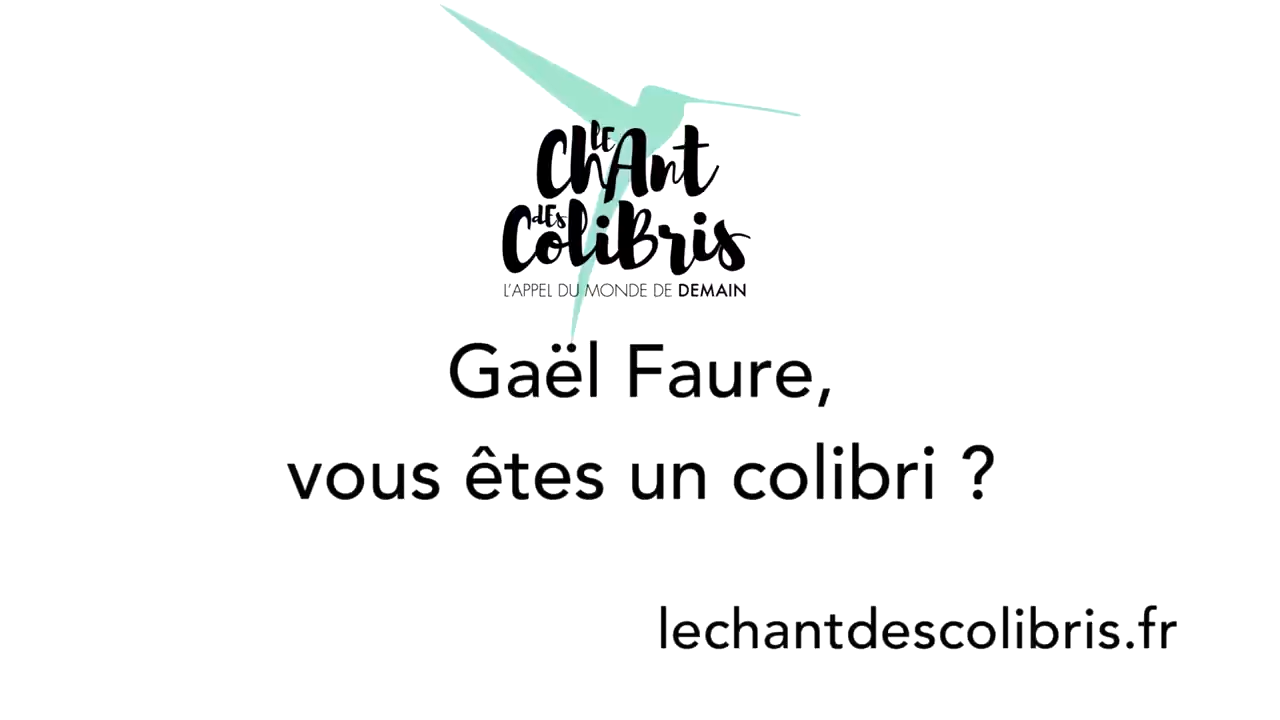 LE
ChAnt
dEs
ColiBris
L'APPEL DU MONDE DE DEMAIN
Gaël Faure,
vous êtes un colibri ?
lechantdescolibris.fr